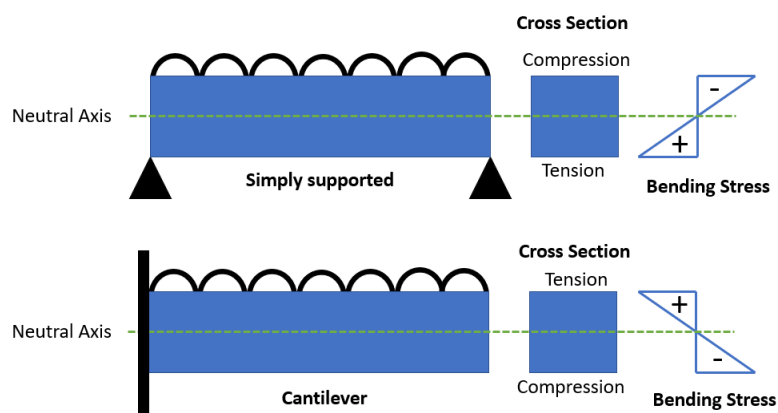 Cross Section
Compression
-
Neutral Axis
+
Tension
Simply supported
Bending Stress
Cross Section
Tension
+
Neutral Axis
-
Compression
Cantilever
Bending Stress